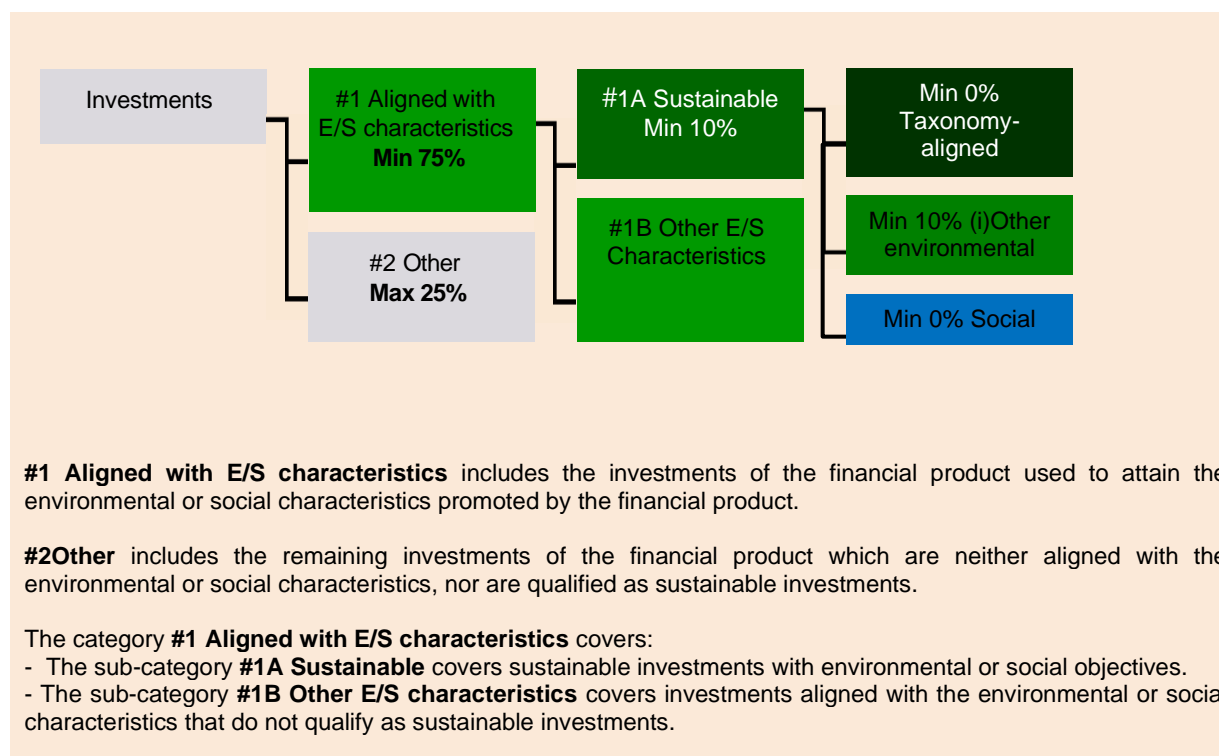 Investments
#1 Aligned with
E/S characteristics
Min 75%
#2 Other
Max 25%
#1A Sustainable
Min 10%
#1B Other E/S
Characteristics
Min 0%
Taxonomy-
aligned
Min 10% (i)Other
environmental
Min 0% Social
#1 Aligned with E/S characteristics includes the investments of the financial product used to attain the
environmental or social characteristics promoted by the financial product.
#2Other includes the remaining investments of the financial product which are neither aligned with the
environmental or social characteristics, nor are qualified as sustainable investments.
The category #1 Aligned with E/S characteristics covers:
- The sub-category #1A Sustainable covers sustainable investments with environmental or social objectives.
- The sub-category #1B Other E/S characteristics covers investments aligned with the environmental or social
characteristics that do not qualify as sustainable investments.